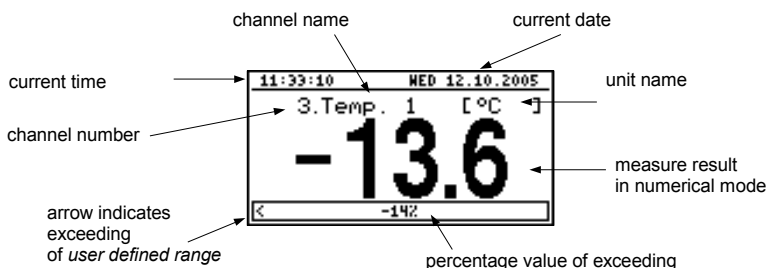 channel name
current date
current time
11:33:10 WED 12.10.2005
unit name
3.Temp. 1 [°C ]
channel number
-13.6
measure result
in numerical mode
arrow indicates
exceeding
of user defined range
< -14%
percentage value of exceeding